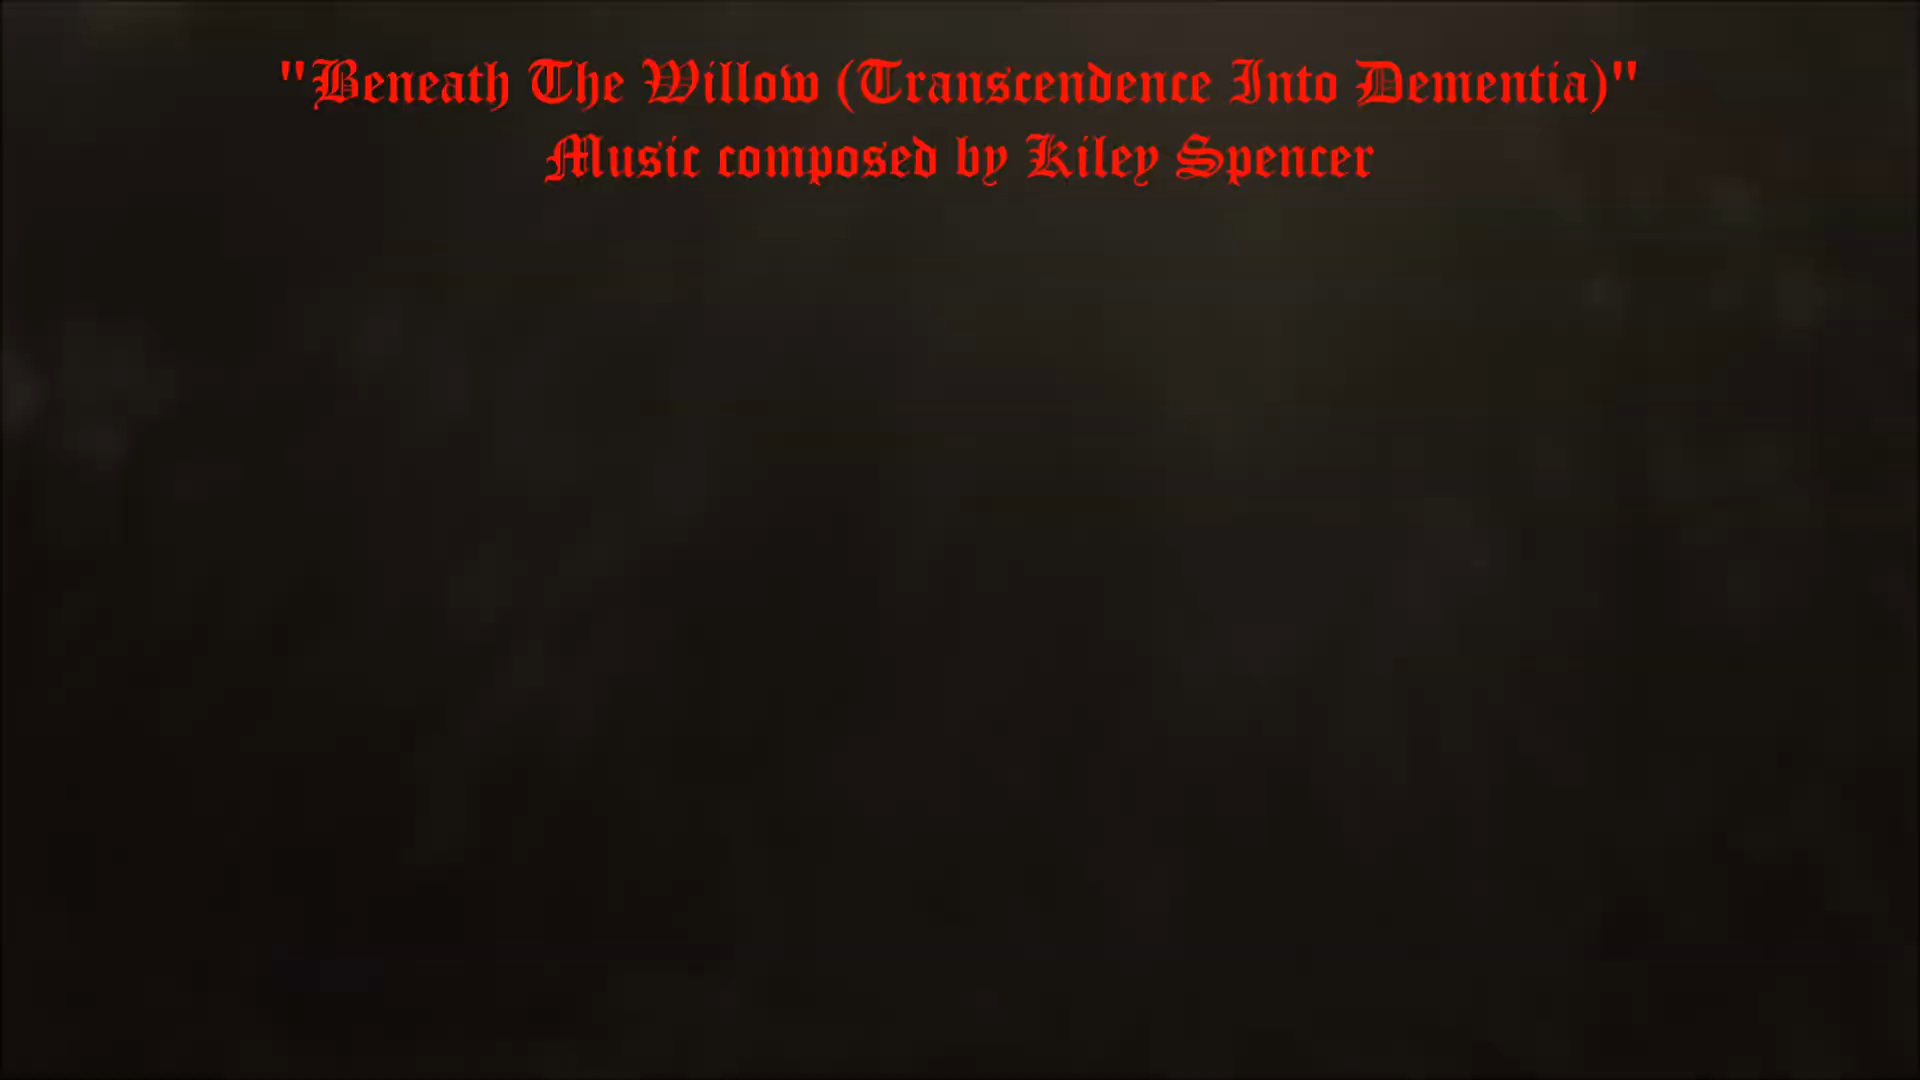 "Beneath The Willow (Transcendence Into Dementia)"
Music composed by Kiley Spencer